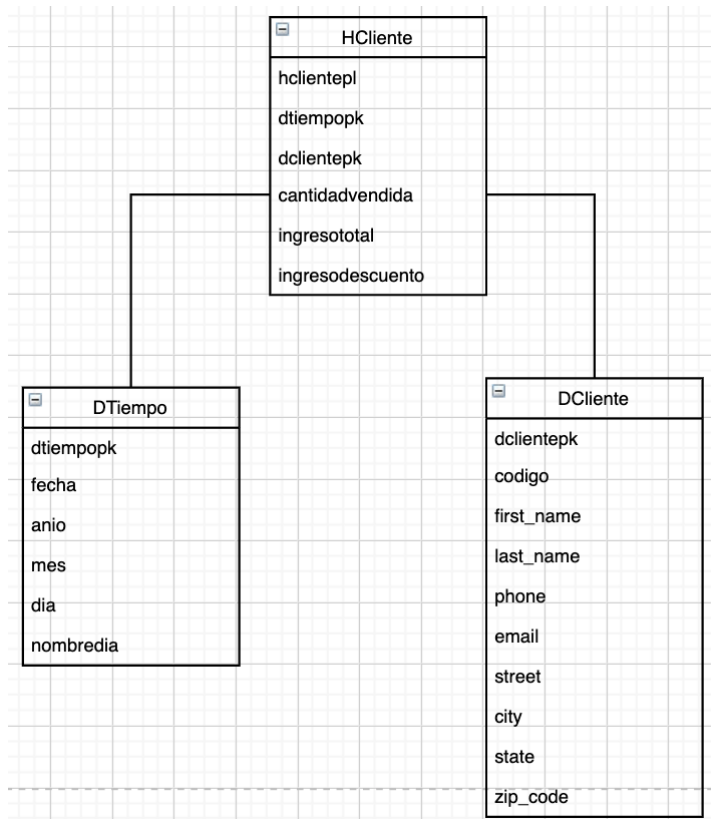 HCliente
hclientepl
dtiempopk
dclientepk
cantidadvendida
ingresototal
ingresodescuento
DTiempo
dtiempopk
fecha
anio
mes
dia
nombredia
DCliente
dclientepk
codigo
first_name
last_name
phone
email
street
city
state
zip_code